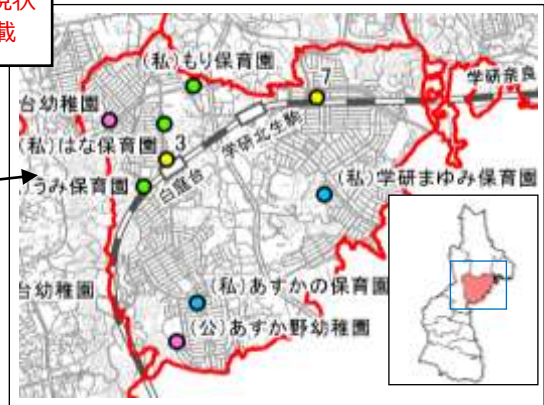 現状
載
(私)もり保育園
7
学研奈良
台幼稚園
学研北生駒
(私)はな保育園
3
)うみ保育園
白庭台
(私)学研まゆみ保育園
台幼稚園
(私)あすかの保育園
(公)あすか野幼稚園